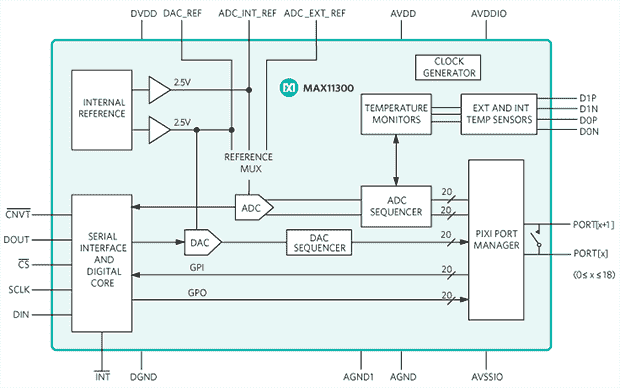 DVDD DAC_REF ADC_INT_REF ADC_EXT_REF AVDD AVDDIO
CLOCK
GENERATOR
MAX11300
2.5V
INTERNAL
REFERENCE
2.5V
TEMPERATURE
MONITORS
EXT AND INT
TEMP SENSORS
D1P
D1N
D0P
D0N
REFERENCE
MUX
CNVT
DOUT
CS
SCLK
DIN
SERIAL
INTERFACE
AND
DIGITAL
CORE
ADC
ADC
SEQUENCER
20
20
DAC
DAC
SEQUENCER
20
GPI
20
GPO
20
PIXI PORT
MANAGER
PORT[x+1]
PORT[x]
(0≤ x ≤ 18)
INT DGND AGND1 AGND AVSSIO